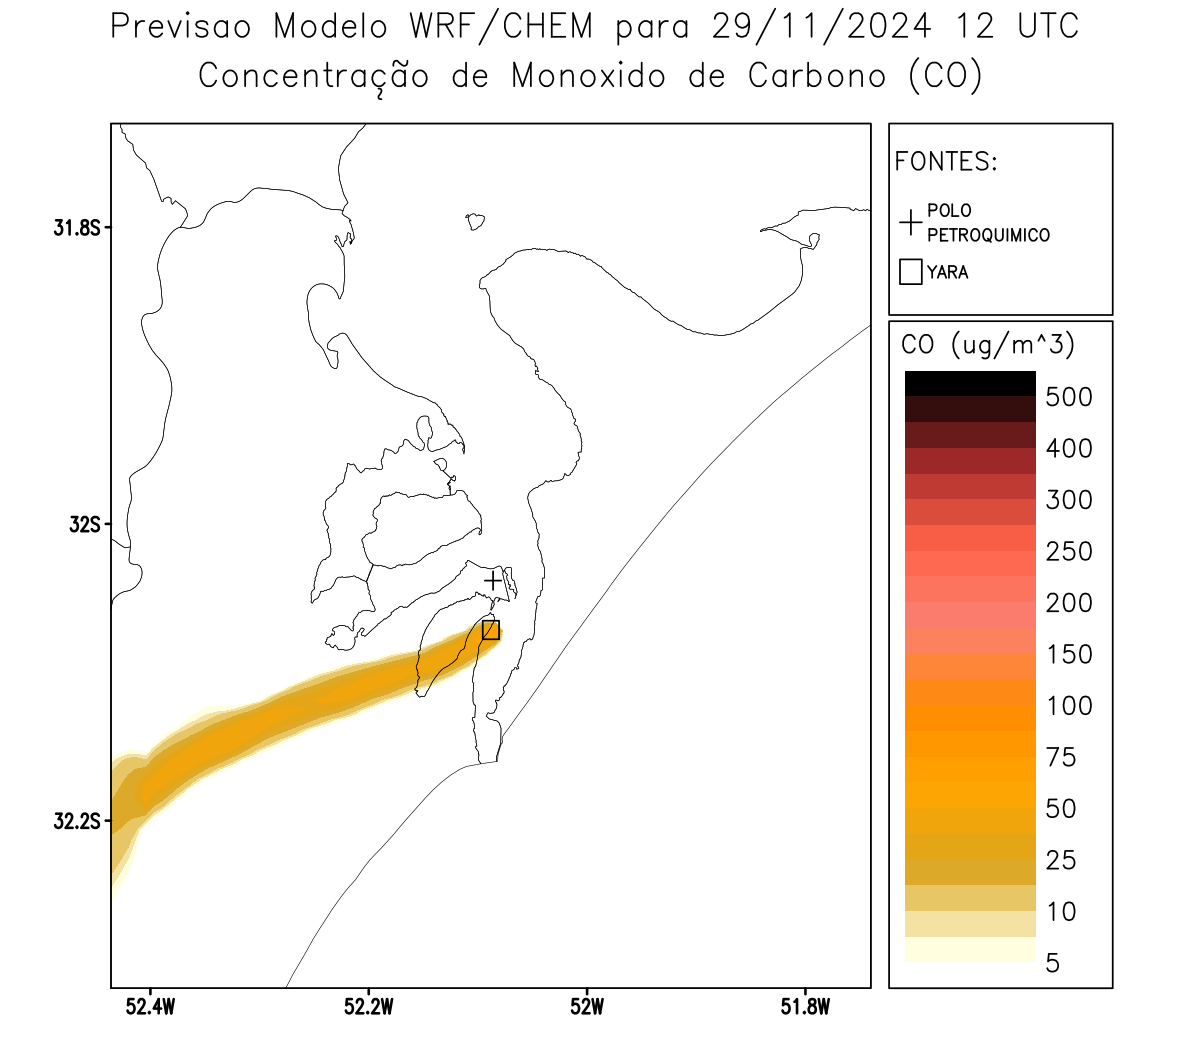 Previsao Modelo WRF/CHEM para 29/11/2024 12 UTC
Concentração de Monoxido de Carbono (CO)
FONTES:
POLO
PETROQUIMICO
YARA
CO (ug/m^3)
500
400
300
250
200
150
100
75
50
25
10
5
31.8S
32S
32.2S
52.4W
52.2W
52W
51.8W